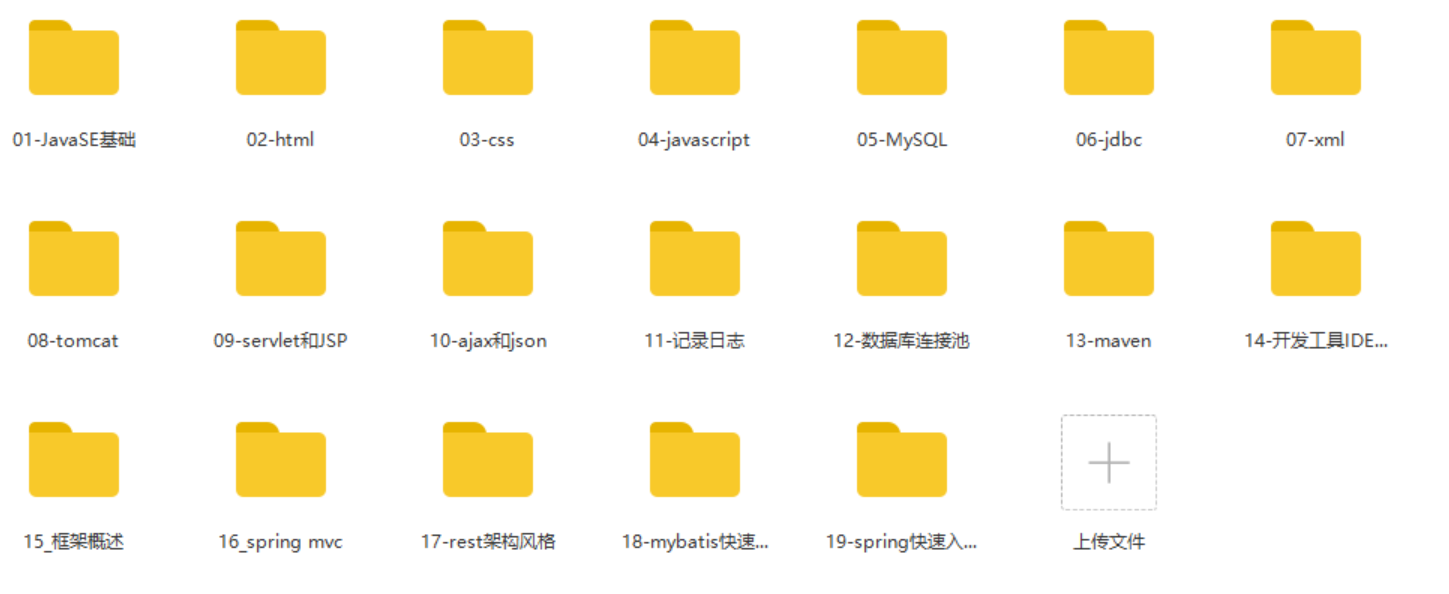 01-JavaSE基础
02-html
03-css
04-javascript
05-MySQL
06-jdbc
07-xml
08-tomcat
09-servlet和JSP
10-ajax和json
11-记录日志
12-数据库连接池
13-maven
14-开发工具IDE...
15_框架概述
16_spring mvc
17-rest架构风格
18-mybatis快速...
19-spring快速入...
上传文件